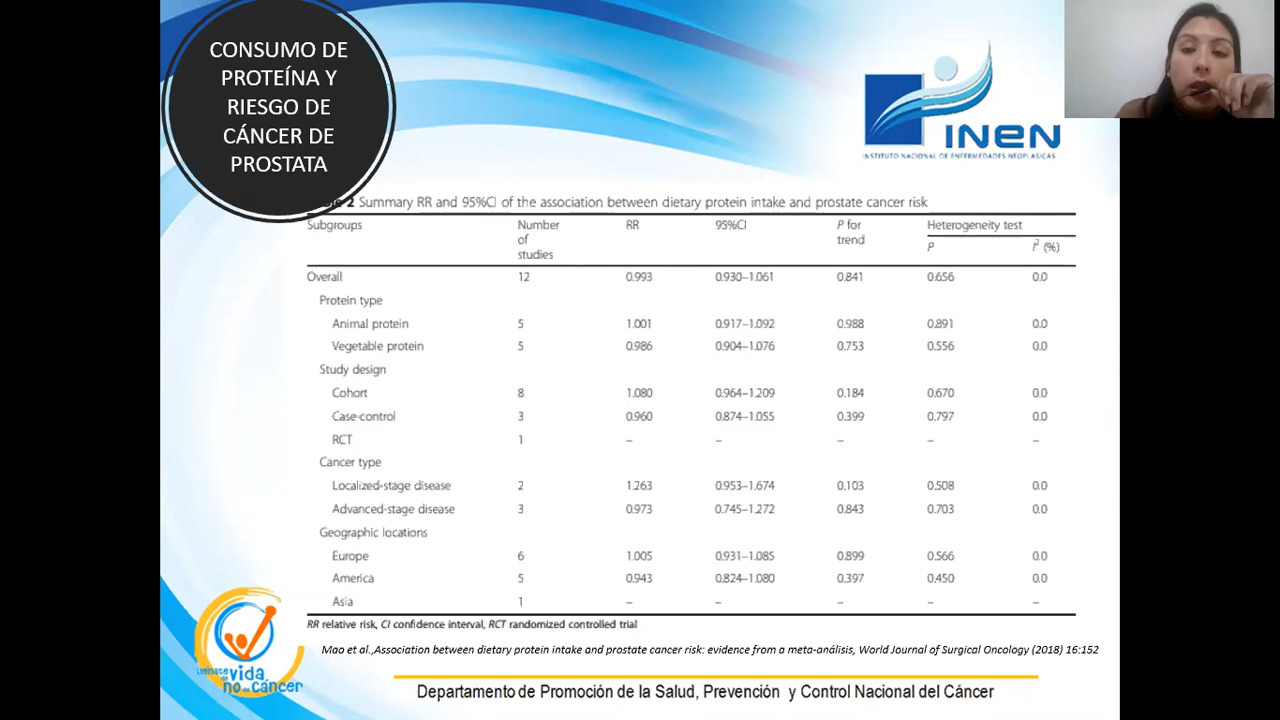 CONSUMO DE
PROTEÍNA Y
RIESGO DE
CÁNCER DE
PROSTATA
INEN
INSTITUTO NACIONAL DE ENFERMEDADES NEOPLASICAS
2 Summary RR and 95%CI of the association between dietary protein intake and prostate cancer risk
Subgroups Number of studies RR 95%CI P for trend Heterogeneity test
P I² (%)
Overall 12 0.993 0.930–1.061 0.841 0.656 0.0
Protein type
Animal protein 5 1.001 0.917–1.092 0.988 0.891 0.0
Vegetable protein 5 0.986 0.904–1.076 0.753 0.556 0.0
Study design
Cohort 8 1.080 0.964–1.209 0.184 0.670 0.0
Case-control 3 0.960 0.874–1.055 0.399 0.797 0.0
RCT 1 – – – – –
Cancer type
Localized-stage disease 2 1.263 0.953–1.674 0.103 0.508 0.0
Advanced-stage disease 3 0.973 0.745–1.272 0.843 0.703 0.0
Geographic locations
Europe 6 1.005 0.931–1.085 0.899 0.566 0.0
America 5 0.943 0.824–1.080 0.397 0.450 0.0
Asia 1 – – – – –
RR relative risk, CI confidence interval, RCT randomized controlled trial
Mao et al.,Association between dietary protein intake and prostate cancer risk: evidence from a meta-análisis, World Journal of Surgical Oncology (2018) 16:152
llénate de vida
no de cáncer
Departamento de Promoción de la Salud, Prevención y Control Nacional del Cáncer